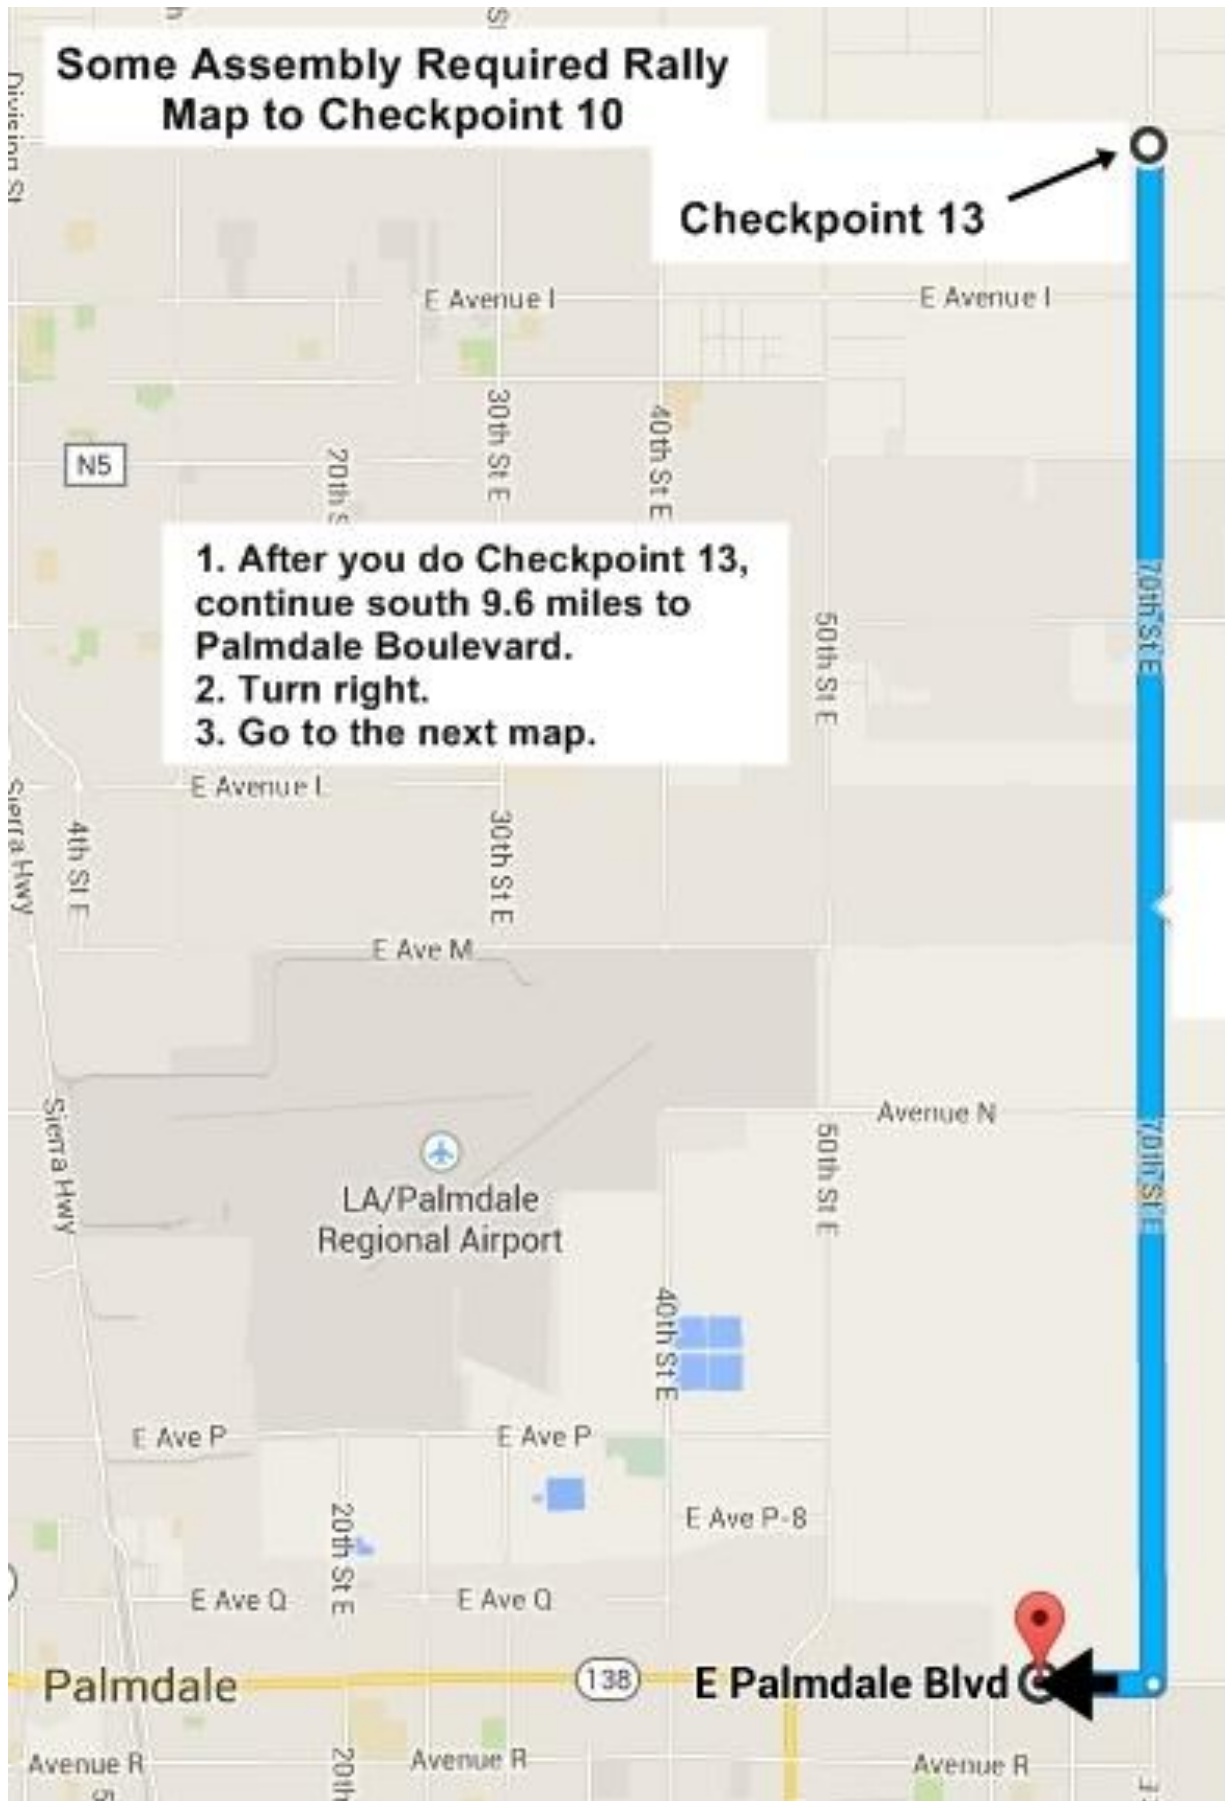 Some Assembly Required Rally
Map to Checkpoint 10
Division St
Checkpoint 13
E Avenue I
E Avenue I
30th St E
40th St E
N5
20th S
1. After you do Checkpoint 13,
continue south 9.6 miles to
Palmdale Boulevard.
2. Turn right.
3. Go to the next map.
70th St E
50th St E
E Avenue L
Sierra Hwy
4th St E
30th St E
E Ave M
Sierra Hwy
Avenue N
50th St E
70th St E
LA/Palmdale
Regional Airport
40th St E
E Ave P
E Ave P
20th St E
E Ave P-8
E Ave Q
E Ave Q
Palmdale
138
E Palmdale Blvd
Avenue R
20th
Avenue R
Avenue R